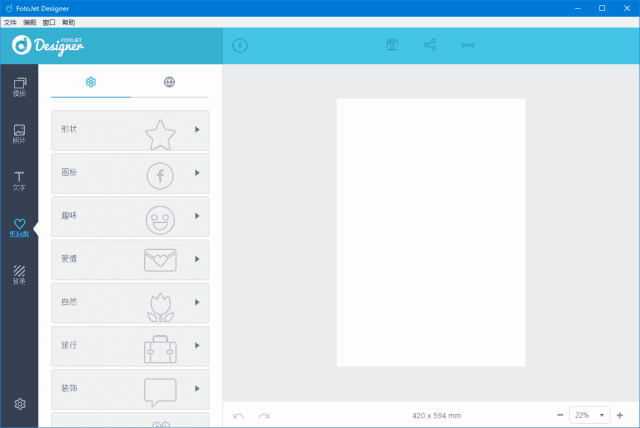 FotoJet Designer
文件 编辑 窗口 帮助
FOTOJET
Designer
模板
照片
文字
剪贴画
背景
形状
图标
趣味
爱情
自然
旅行
装饰
420 x 594 mm
22%